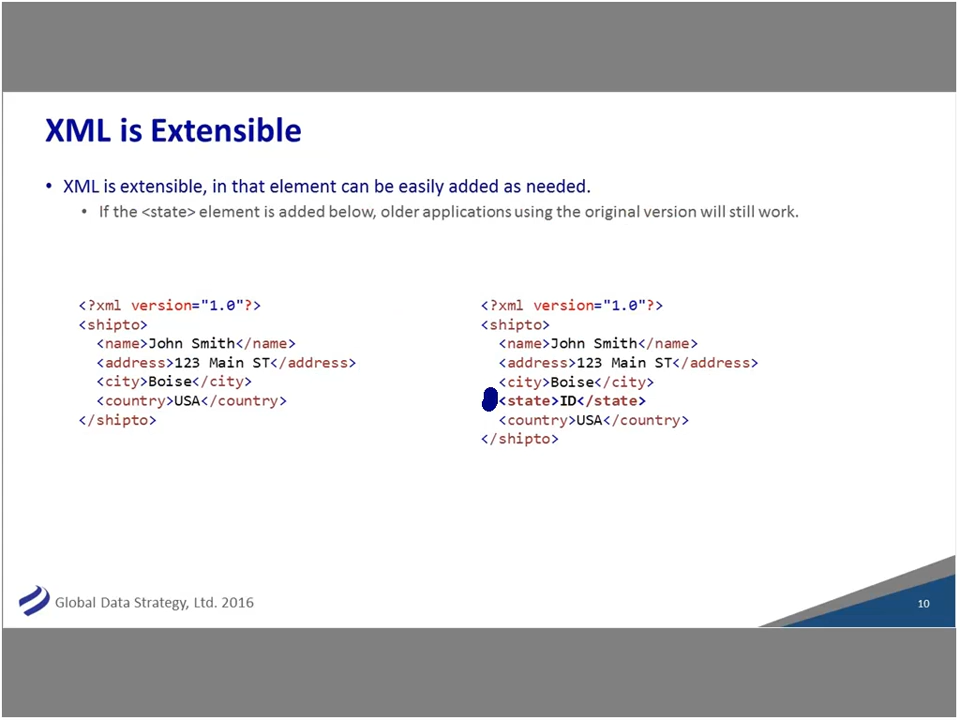 XML is Extensible
• XML is extensible, in that element can be easily added as needed.
• If the <state> element is added below, older applications using the original version will still work.
<?xml version="1.0"?>
<shipto>
<name>John Smith</name>
<address>123 Main ST</address>
<city>Boise</city>
<country>USA</country>
</shipto>
<?xml version="1.0"?>
<shipto>
<name>John Smith</name>
<address>123 Main ST</address>
<city>Boise</city>
<state>ID</state>
<country>USA</country>
</shipto>
Global Data Strategy, Ltd. 2016
10